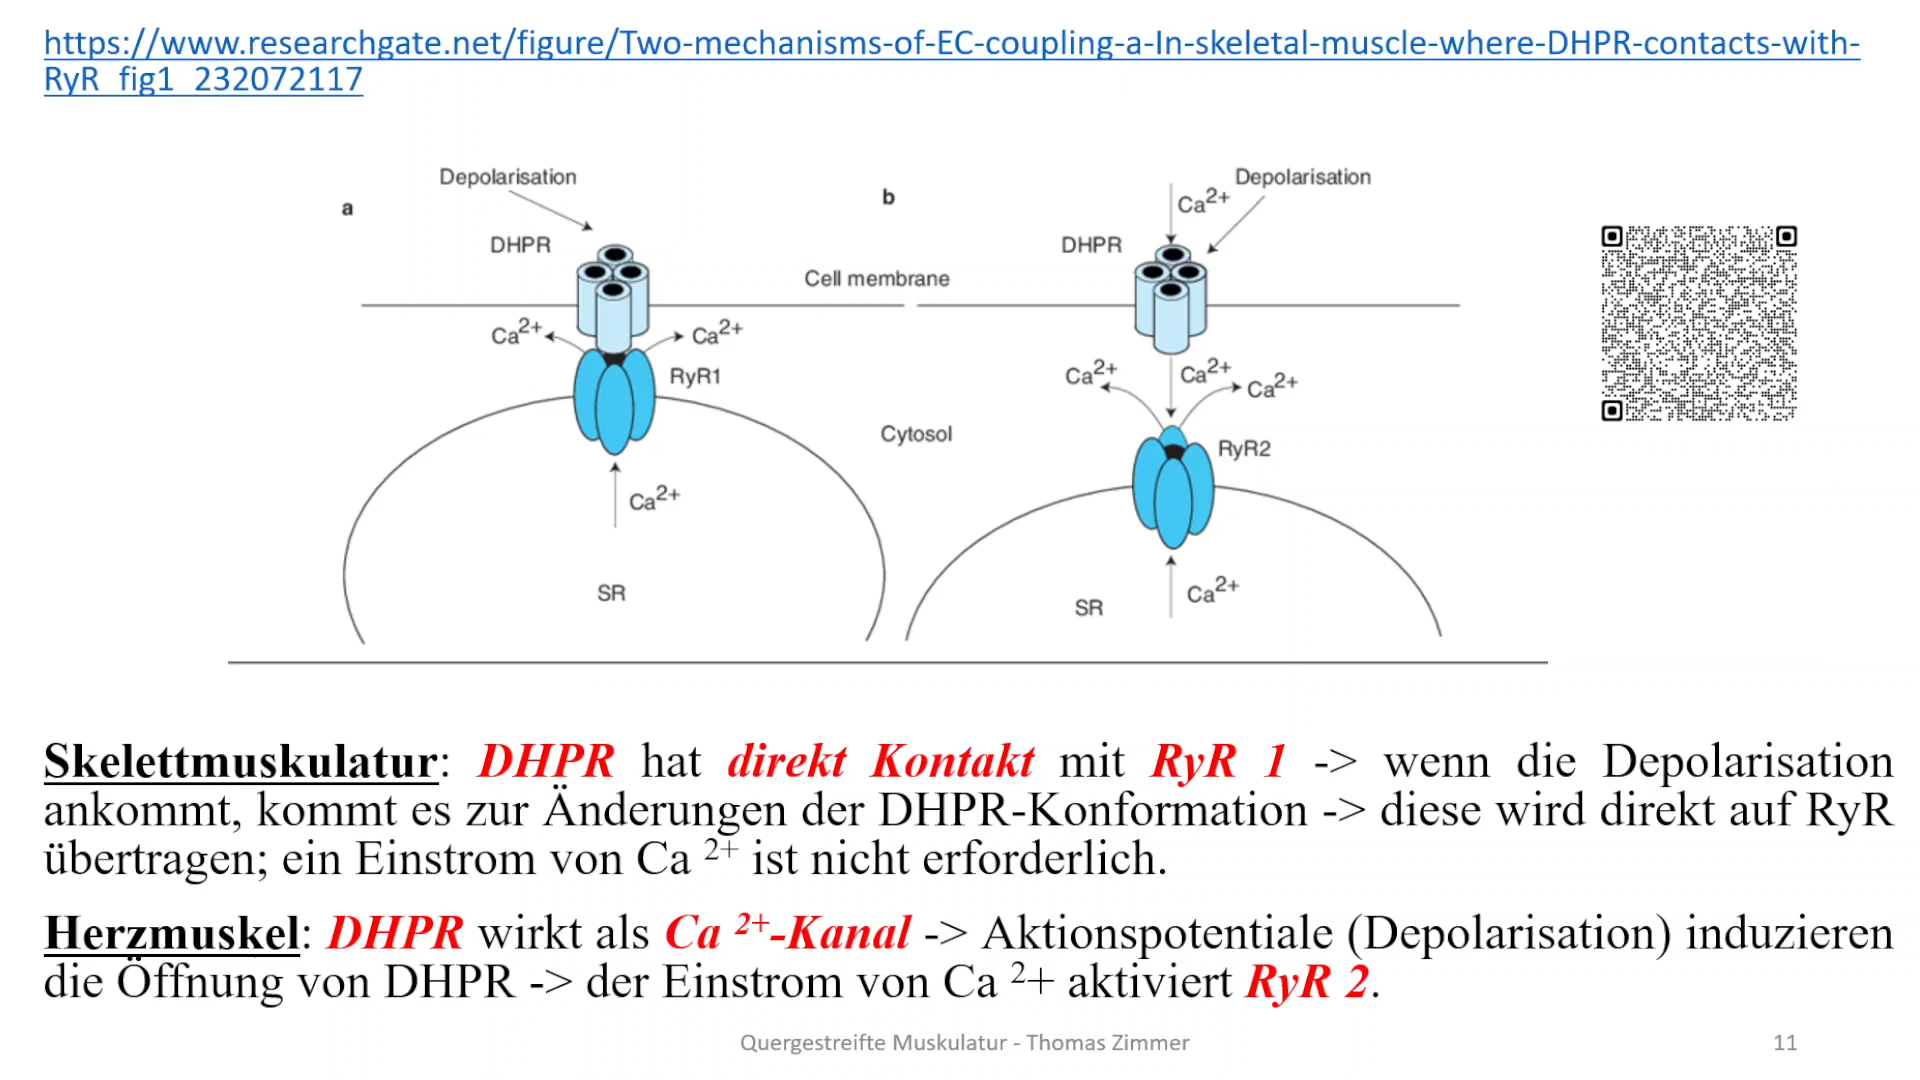 https://www.researchgate.net/figure/Two-mechanisms-of-EC-coupling-a-In-skeletal-muscle-where-DHPR-contacts-with-
RyR_fig1_232072117
a
Depolarisation
DHPR
Ca2+
Ca2+
RyR1
Ca2+
SR
Cell membrane
Cytosol
b
Depolarisation
Ca2+
DHPR
Ca2+
Ca2+
Ca2+
RyR2
Ca2+
SR
Skelettmuskulatur: DHPR hat direkt Kontakt mit RyR 1 -> wenn die Depolarisation
ankommt, kommt es zur Änderungen der DHPR-Konformation -> diese wird direkt auf RyR
übertragen; ein Einstrom von Ca 2+ ist nicht erforderlich.
Herzmuskel: DHPR wirkt als Ca 2+-Kanal -> Aktionspotentiale (Depolarisation) induzieren
die Öffnung von DHPR -> der Einstrom von Ca 2+ aktiviert RyR 2.
Quergestreifte Muskulatur - Thomas Zimmer
11